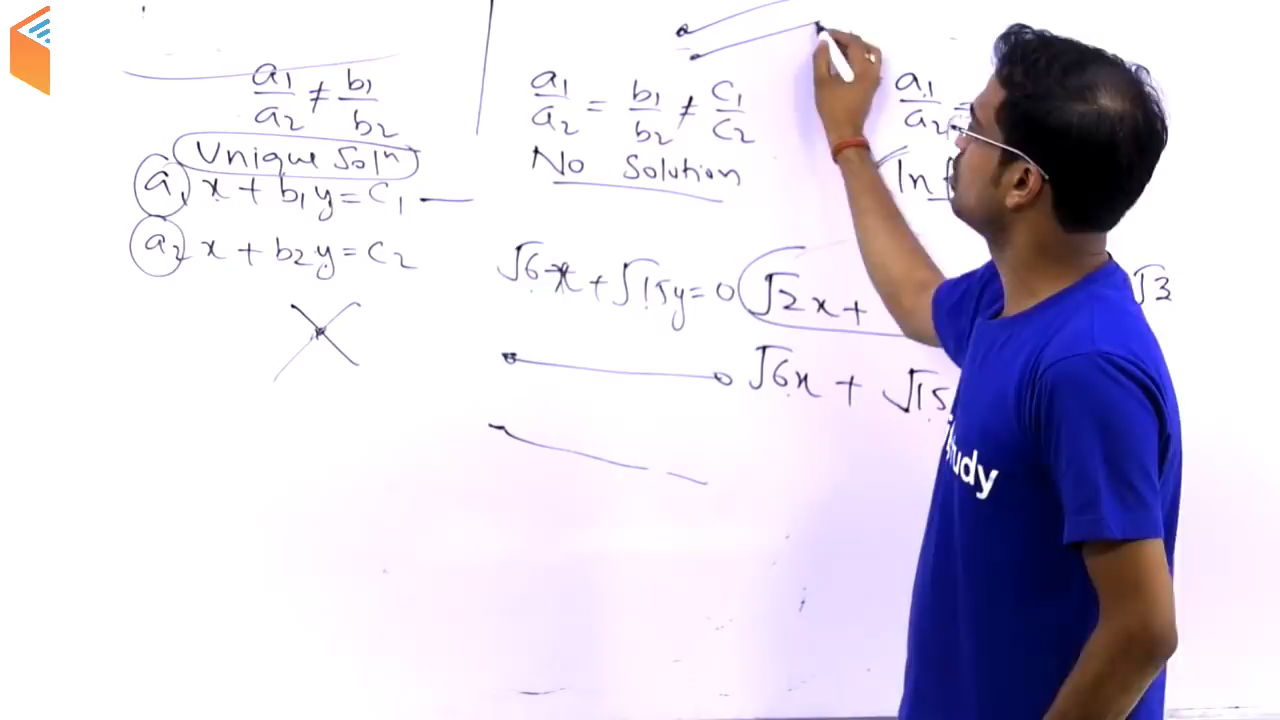 a₁/a₂ ≠ b₁/b₂
Unique Solⁿ
a₁x + b₁y = c₁
a₂x + b₂y = c₂
a₁/a₂ = b₁/b₂ ≠ c₁/c₂
No Solution
a₁/a₂ =
Inf
√6x + √15y = 0
√2x +
√3
√6x + √15
tudy